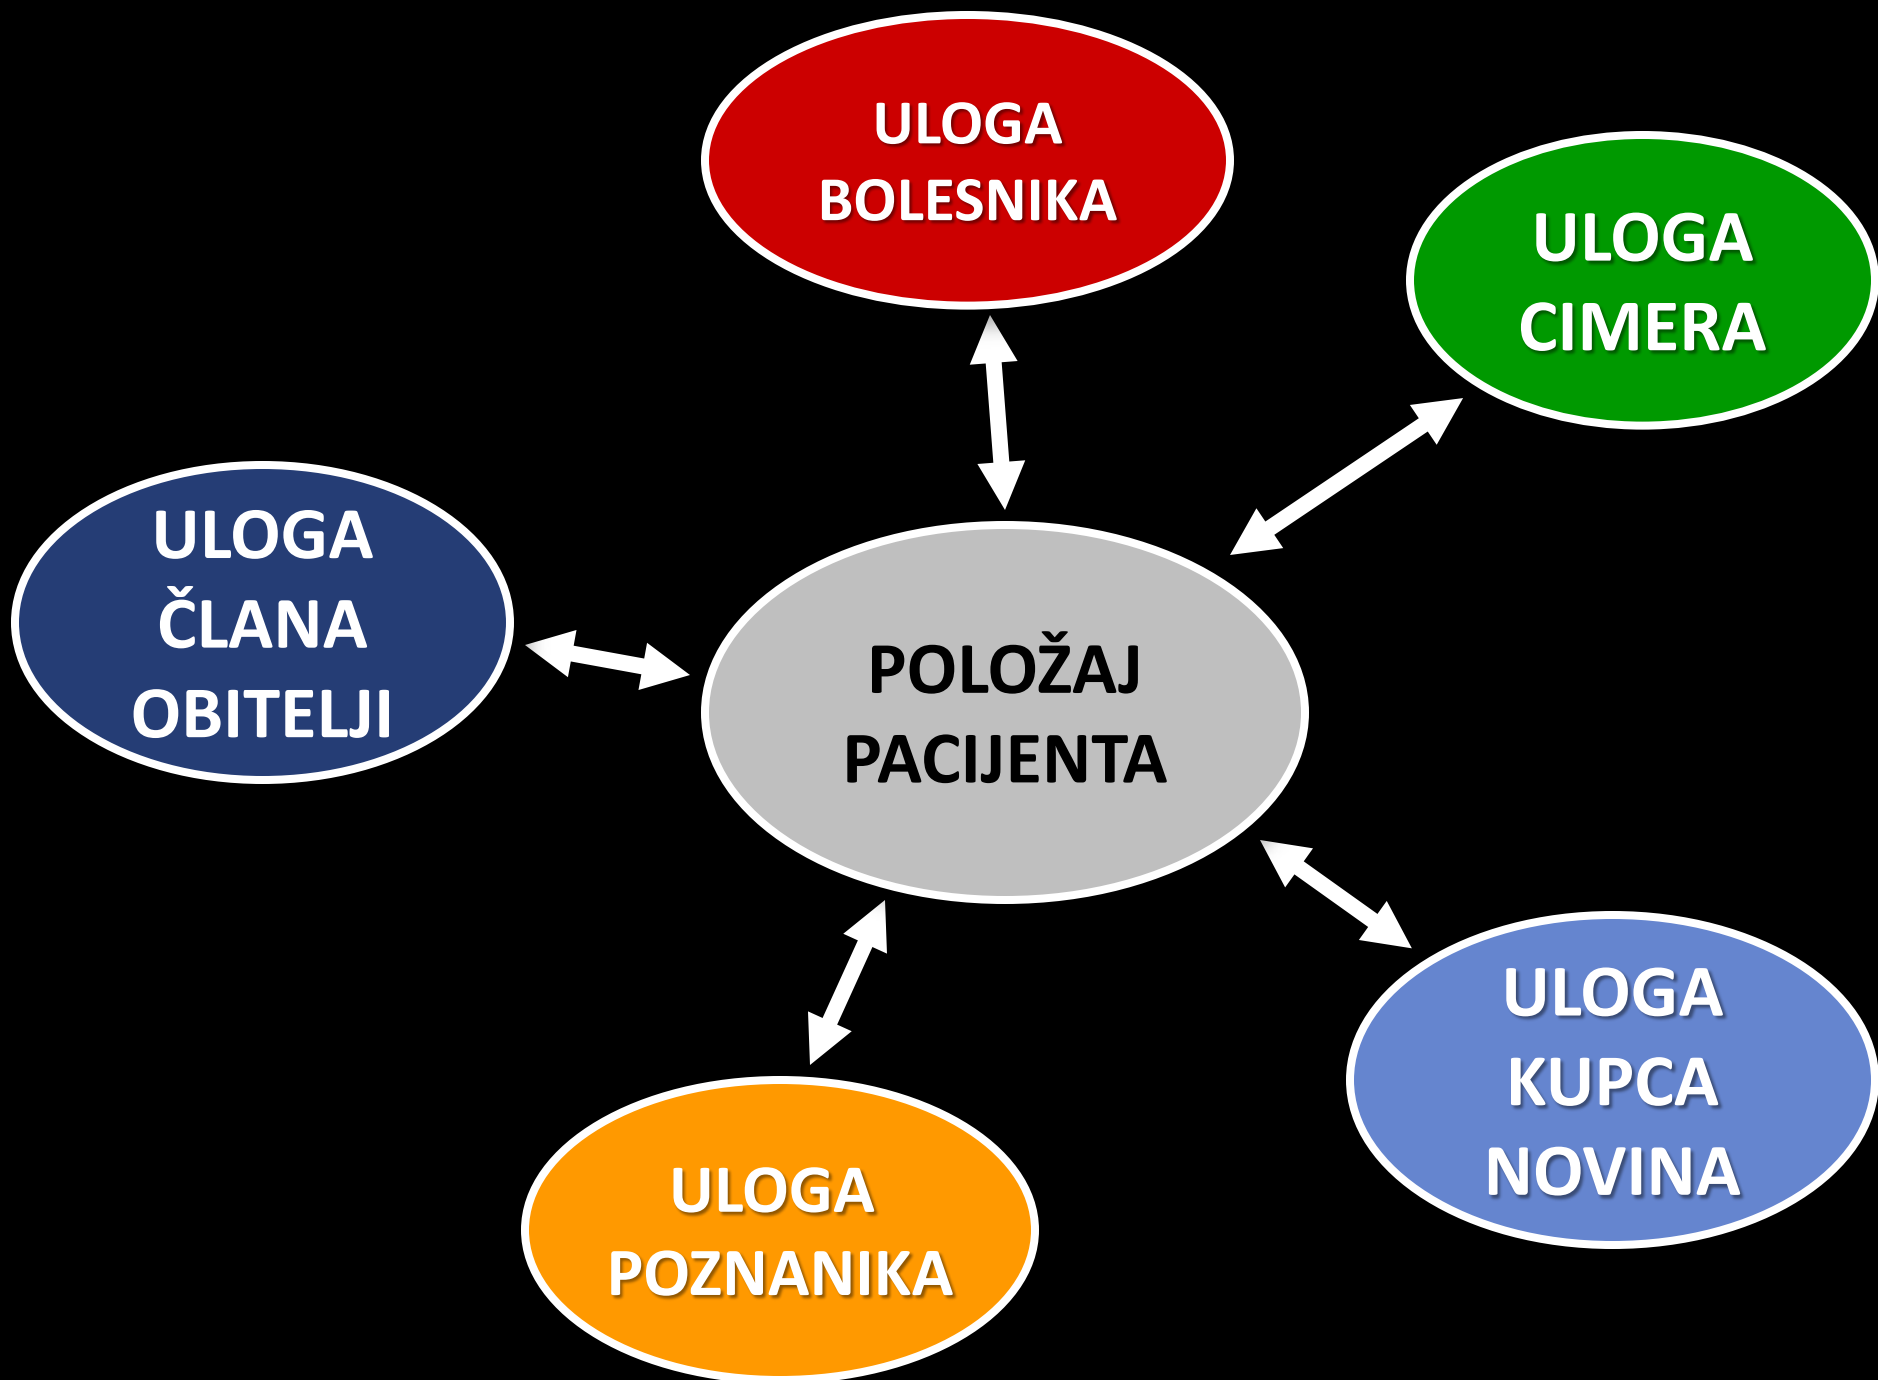 ULOGA
BOLESNIKA
ULOGA
CIMERA
ULOGA
ČLANA
OBITELJI
POLOŽAJ
PACIJENTA
ULOGA
KUPCA
NOVINA
ULOGA
POZNANIKA